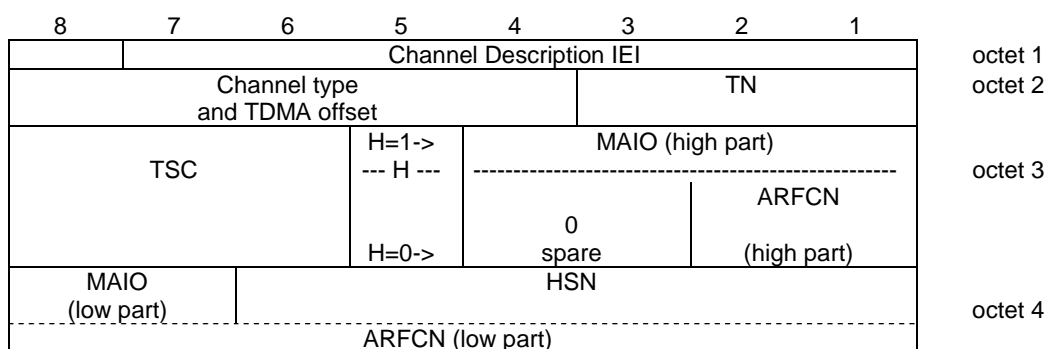 8 7 6 5 4 3 2 1
Channel Description IEI octet 1
Channel type TN octet 2
and TDMA offset
H=1-> MAIO (high part)
TSC --- H --- ----------------------------------------------------- octet 3
ARFCN
0
H=0-> spare (high part)
MAIO HSN
(low part) octet 4
ARFCN (low part)